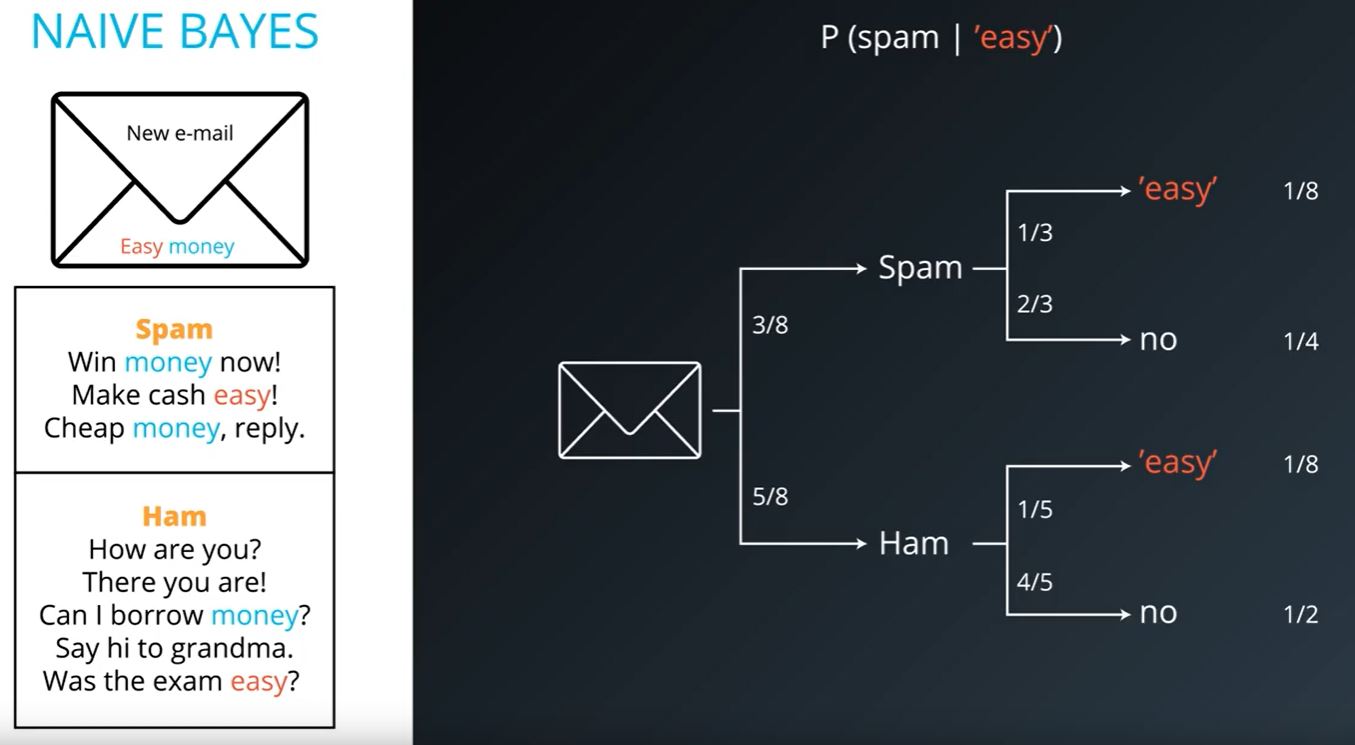 NAIVE BAYES
New e-mail
Easy money
Spam
Win money now!
Make cash easy!
Cheap money, reply.
Ham
How are you?
There you are!
Can I borrow money?
Say hi to grandma.
Was the exam easy?
P (spam | ’easy’)
’easy’ 1/8
1/3
Spam
2/3
3/8
no 1/4
’easy’ 1/8
5/8
1/5
Ham
4/5
no 1/2